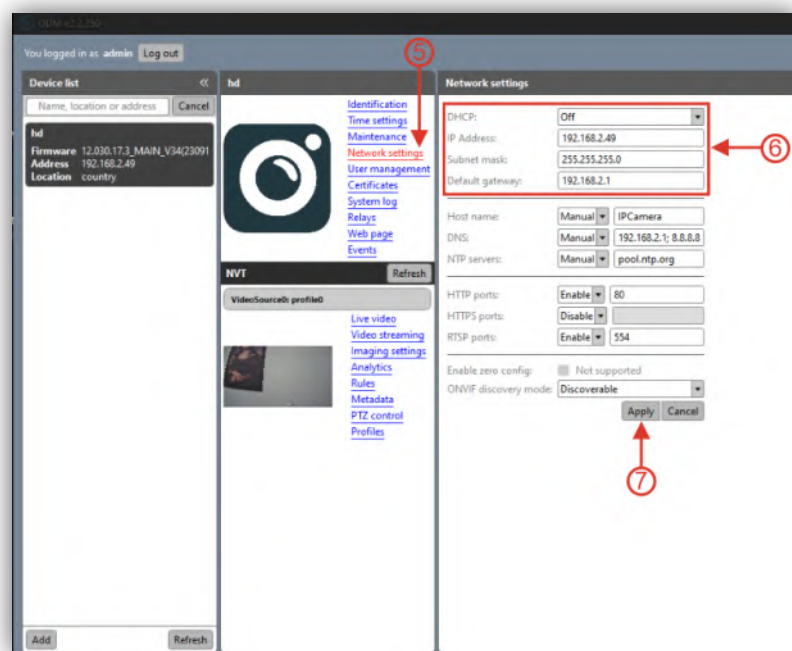 ODM v2.2.250
You logged in as admin Log out
Device list «
Name, location or address Cancel
hd
Firmware 12.030.17.3_MAIN_V34(23091
Address 192.168.2.49
Location country
Add Refresh
hd
Identification
Time settings
Maintenance
Network settings
User management
Certificates
System log
Relays
Web page
Events
NVT Refresh
VideoSource0: profile0
Live video
Video streaming
Imaging settings
Analytics
Rules
Metadata
PTZ control
Profiles
Network settings
DHCP: Off
IP Address: 192.168.2.49
Subnet mask: 255.255.255.0
Default gateway: 192.168.2.1
Host name: Manual IPCamera
DNS: Manual 192.168.2.1; 8.8.8.8
NTP servers: Manual pool.ntp.org
HTTP ports: Enable 80
HTTPS ports: Disable
RTSP ports: Enable 554
Enable zero config: Not supported
ONVIF discovery mode: Discoverable
Apply Cancel
5
6
7